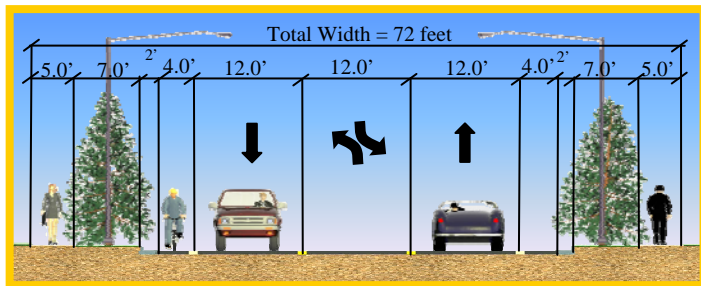 Total Width = 72 feet
5.0’ 7.0’ 2’ 4.0’ 12.0’ 12.0’ 12.0’ 4.0’ 2’ 7.0’ 5.0’